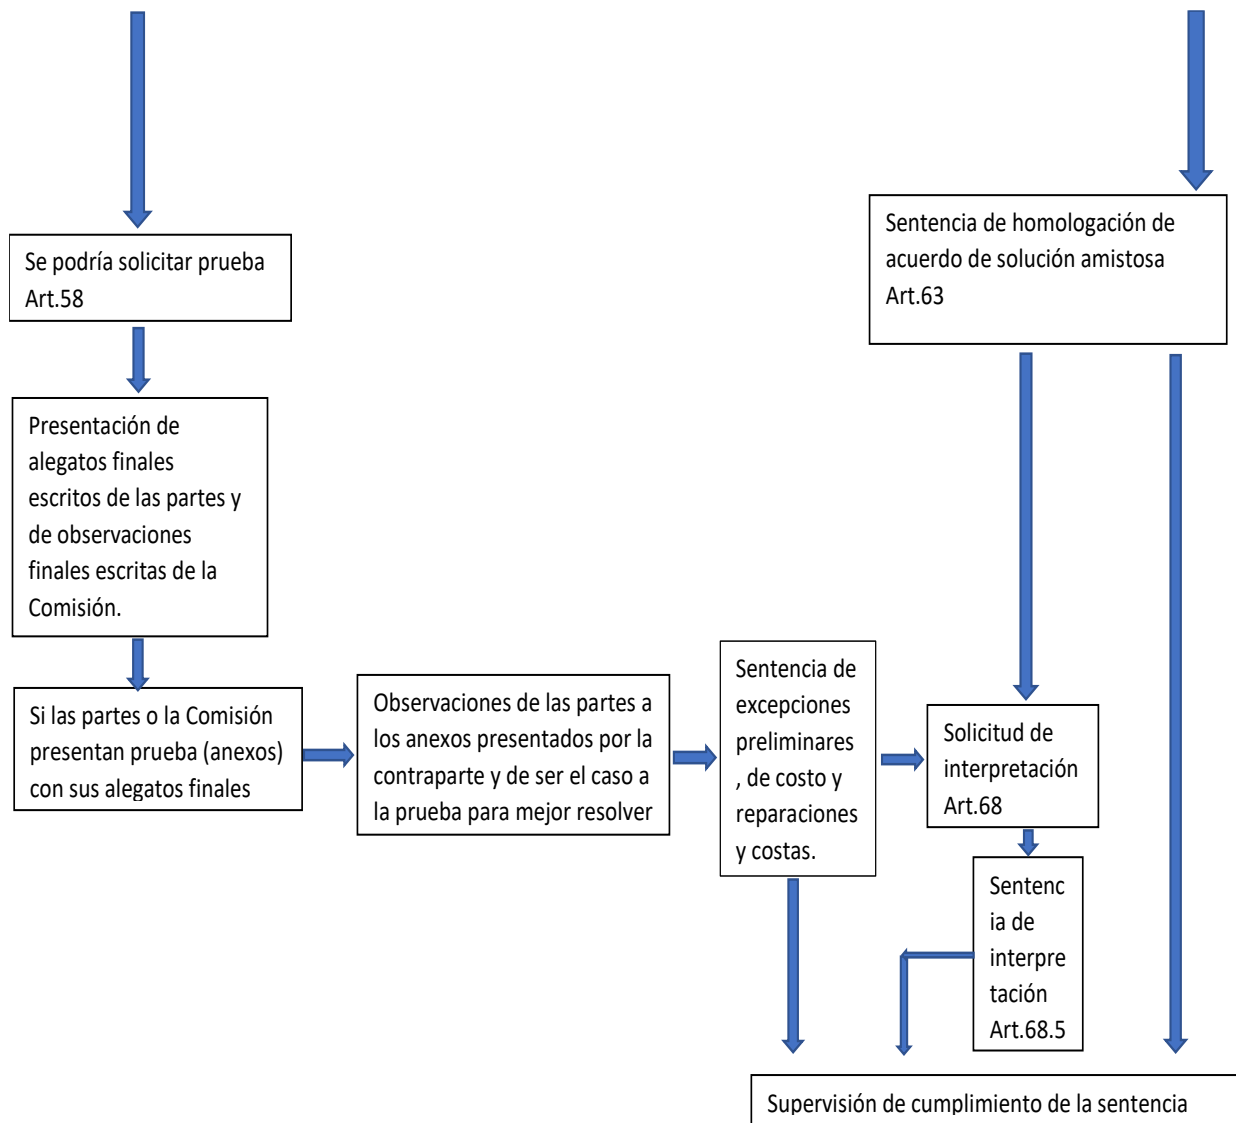 Se podría solicitar prueba
Art.58
Sentencia de homologación de
acuerdo de solución amistosa
Art.63
Presentación de
alegatos finales
escritos de las partes y
de observaciones
finales escritas de la
Comisión.
Si las partes o la Comisión
presentan prueba (anexos)
con sus alegatos finales
Observaciones de las partes a
los anexos presentados por la
contraparte y de ser el caso a
la prueba para mejor resolver
Sentencia de
excepciones
preliminares
, de costo y
reparaciones
y costas.
Solicitud de
interpretación
Art.68
Sentenc
ia de
interpre
tación
Art.68.5
Supervisión de cumplimiento de la sentencia